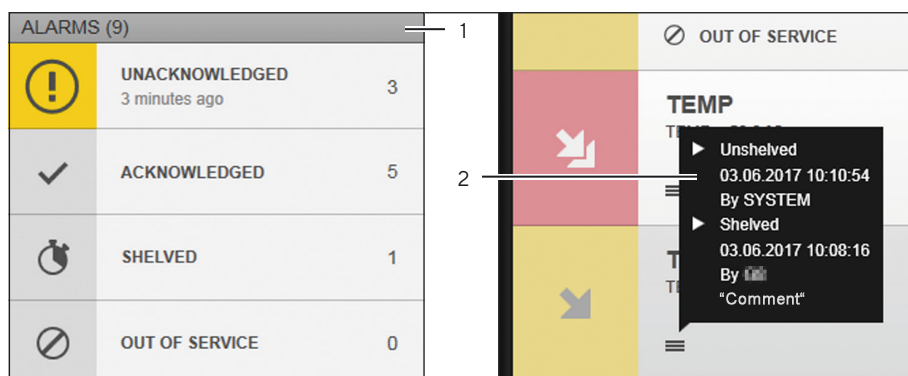 ALARMS (9)
1
UNACKNOWLEDGED
3 minutes ago
3
ACKNOWLEDGED
5
SHELVED
1
OUT OF SERVICE
0
OUT OF SERVICE
TEMP
2
Unshelved
03.06.2017 10:10:54
By SYSTEM
Shelved
03.06.2017 10:08:16
By
“Comment“